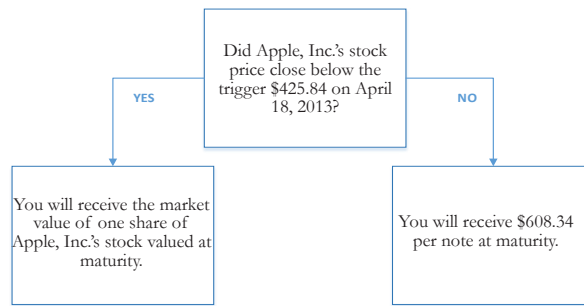 Did Apple, Inc.'s stock
price close below the
trigger $425.84 on April
18, 2013?
YES
NO
You will receive the market
value of one share of
Apple, Inc.'s stock valued at
maturity.
You will receive $608.34
per note at maturity.